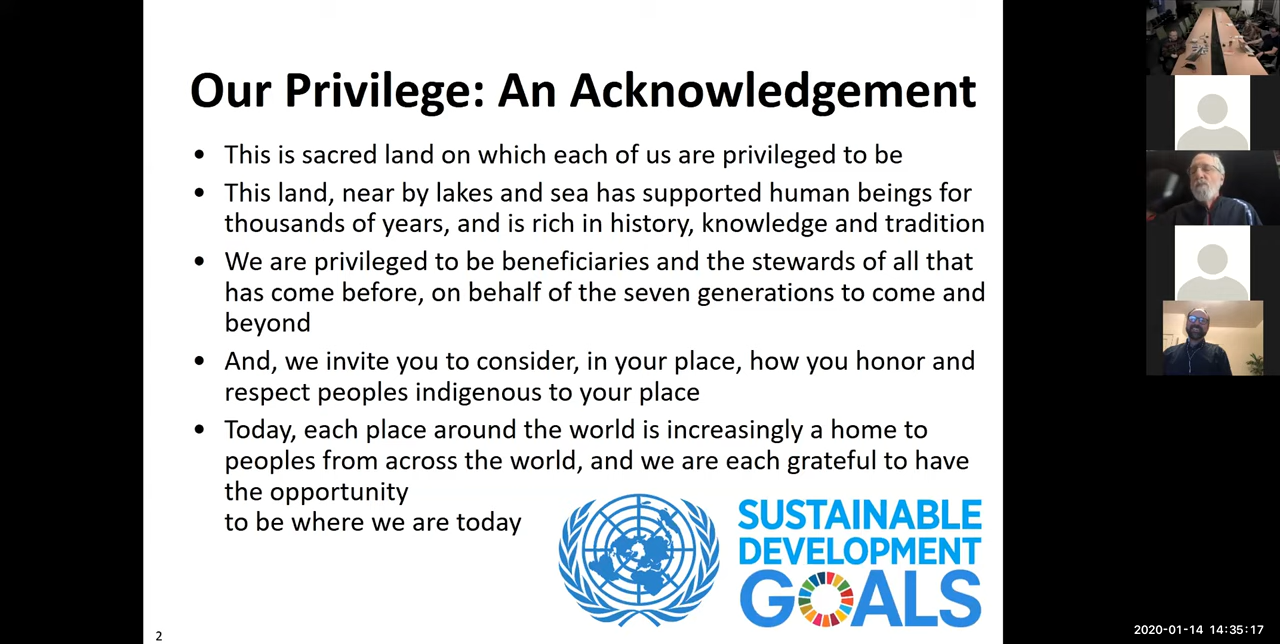 Our Privilege: An Acknowledgement
• This is sacred land on which each of us are privileged to be
• This land, near by lakes and sea has supported human beings for
thousands of years, and is rich in history, knowledge and tradition
• We are privileged to be beneficiaries and the stewards of all that
has come before, on behalf of the seven generations to come and
beyond
• And, we invite you to consider, in your place, how you honor and
respect peoples indigenous to your place
• Today, each place around the world is increasingly a home to
peoples from across the world, and we are each grateful to have
the opportunity
to be where we are today
SUSTAINABLE
DEVELOPMENT
GOALS
2
2020-01-14 14:35:17